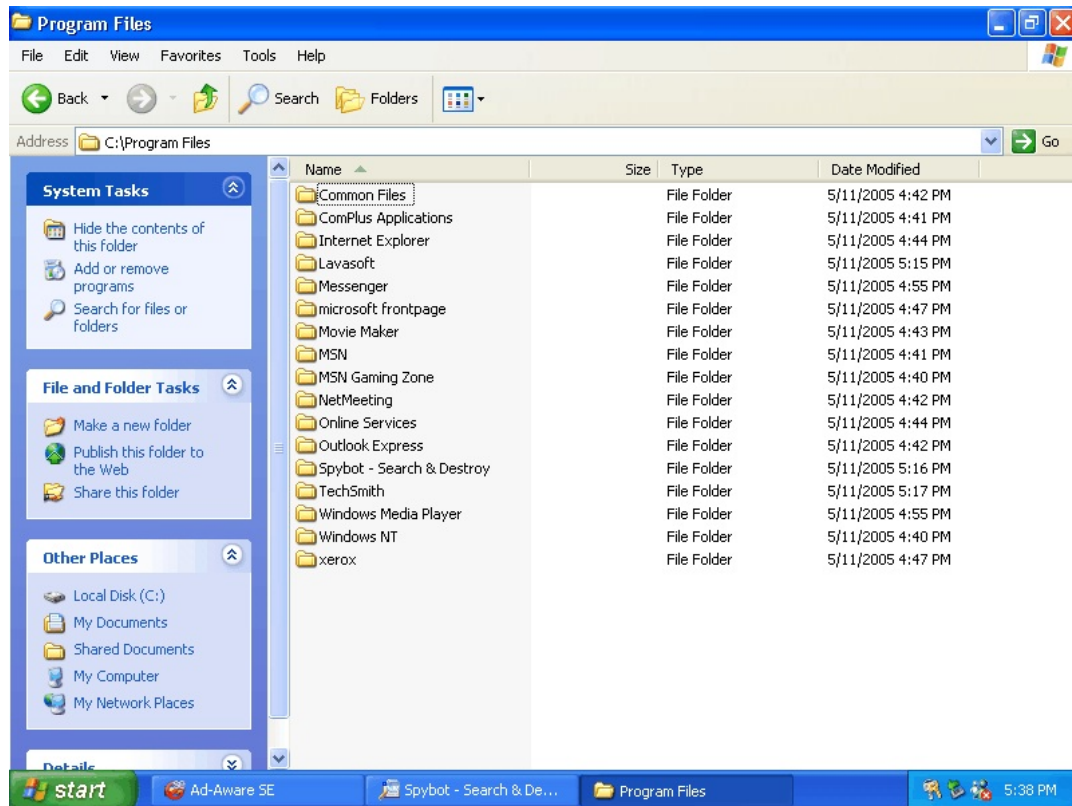 Program Files
File Edit View Favorites Tools Help
Back Search Folders
Address C:\Program Files Go
System Tasks
Hide the contents of
this folder
Add or remove
programs
Search for files or
folders
File and Folder Tasks
Make a new folder
Publish this folder to
the Web
Share this folder
Other Places
Local Disk (C:)
My Documents
Shared Documents
My Computer
My Network Places
Details
Name Size Type Date Modified
Common Files File Folder 5/11/2005 4:42 PM
ComPlus Applications File Folder 5/11/2005 4:41 PM
Internet Explorer File Folder 5/11/2005 4:44 PM
Lavasoft File Folder 5/11/2005 5:15 PM
Messenger File Folder 5/11/2005 4:55 PM
microsoft frontpage File Folder 5/11/2005 4:47 PM
Movie Maker File Folder 5/11/2005 4:43 PM
MSN File Folder 5/11/2005 4:41 PM
MSN Gaming Zone File Folder 5/11/2005 4:40 PM
NetMeeting File Folder 5/11/2005 4:42 PM
Online Services File Folder 5/11/2005 4:44 PM
Outlook Express File Folder 5/11/2005 4:42 PM
Spybot - Search & Destroy File Folder 5/11/2005 5:16 PM
TechSmith File Folder 5/11/2005 5:17 PM
Windows Media Player File Folder 5/11/2005 4:55 PM
Windows NT File Folder 5/11/2005 4:40 PM
xerox File Folder 5/11/2005 4:47 PM
start Ad-Aware SE Spybot - Search & De... Program Files 5:38 PM